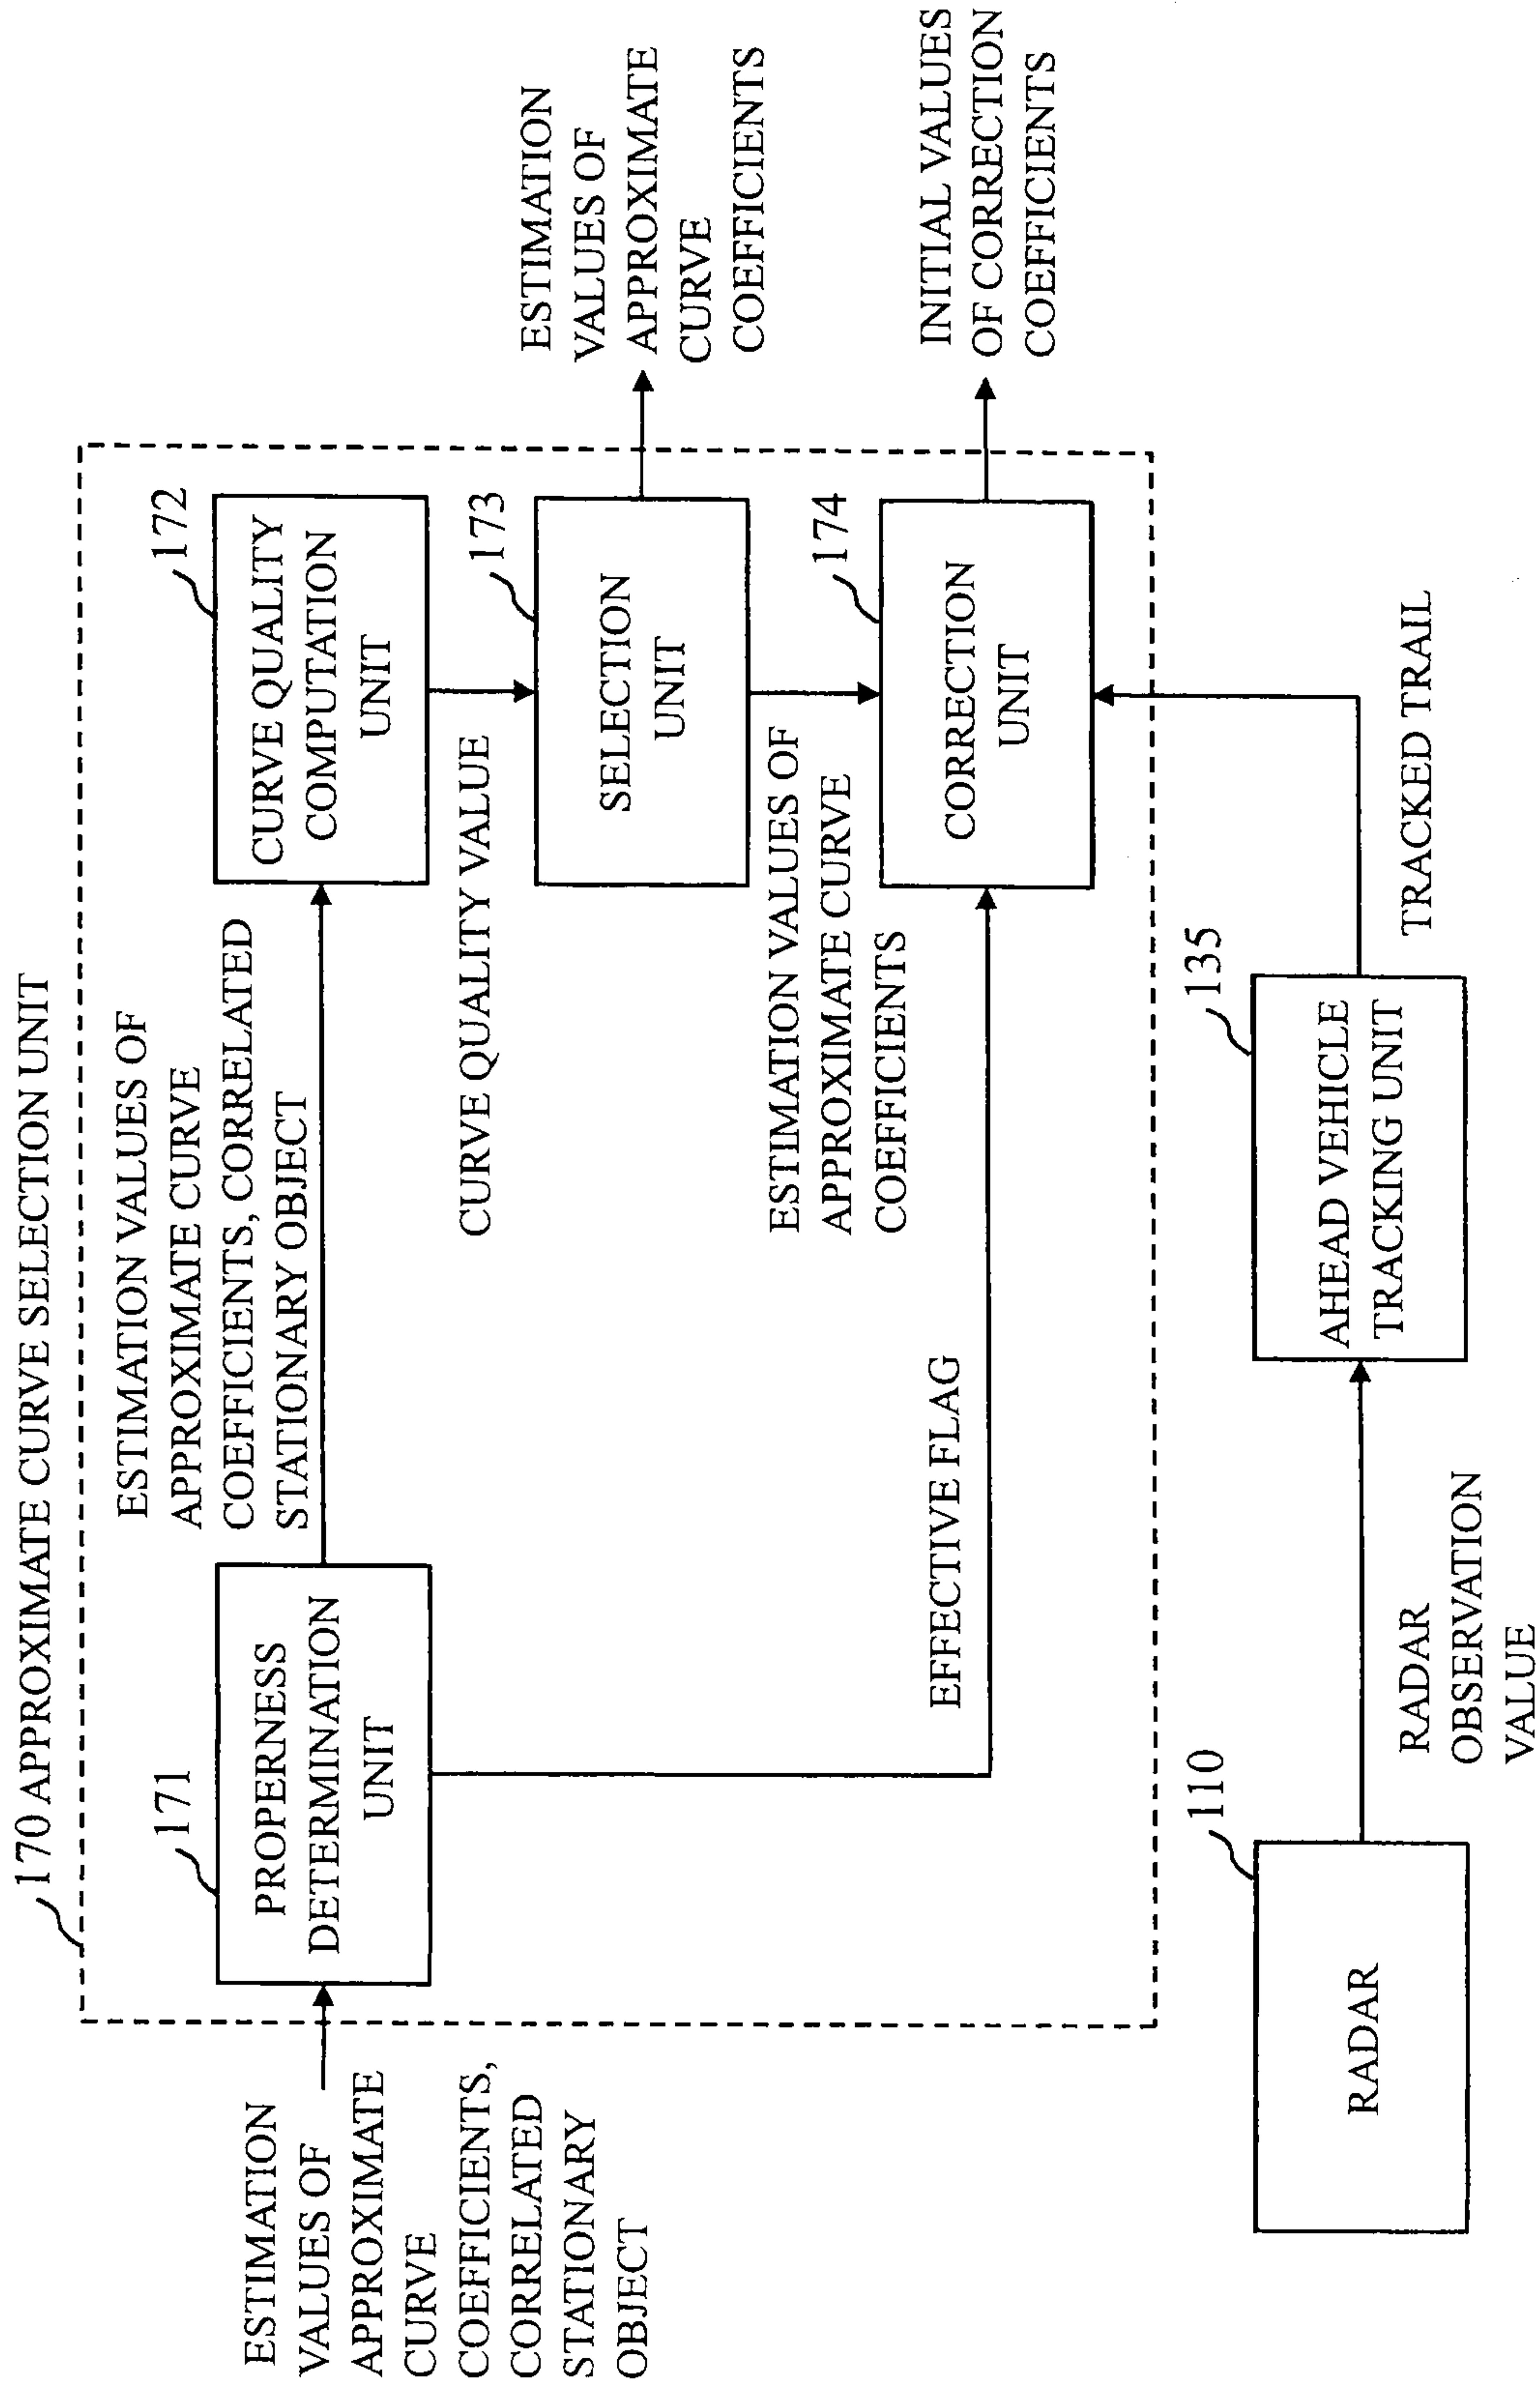 170 APPROXIMATE CURVE SELECTION UNIT
ESTIMATION
VALUES OF
APPROXIMATE
CURVE
COEFFICIENTS,
CORRELATED
STATIONARY
OBJECT
171
PROPERNESS
DETERMINATION
UNIT
ESTIMATION VALUES OF
APPROXIMATE CURVE
COEFFICIENTS, CORRELATED
STATIONARY OBJECT
172
CURVE QUALITY
COMPUTATION
UNIT
CURVE QUALITY VALUE
173
SELECTION
UNIT
ESTIMATION
VALUES OF
APPROXIMATE
CURVE
COEFFICIENTS
ESTIMATION VALUES OF
APPROXIMATE CURVE
COEFFICIENTS
EFFECTIVE FLAG
174
CORRECTION
UNIT
INITIAL VALUES
OF CORRECTION
COEFFICIENTS
110
RADAR
RADAR
OBSERVATION
VALUE
135
AHEAD VEHICLE
TRACKING UNIT
TRACKED TRAIL